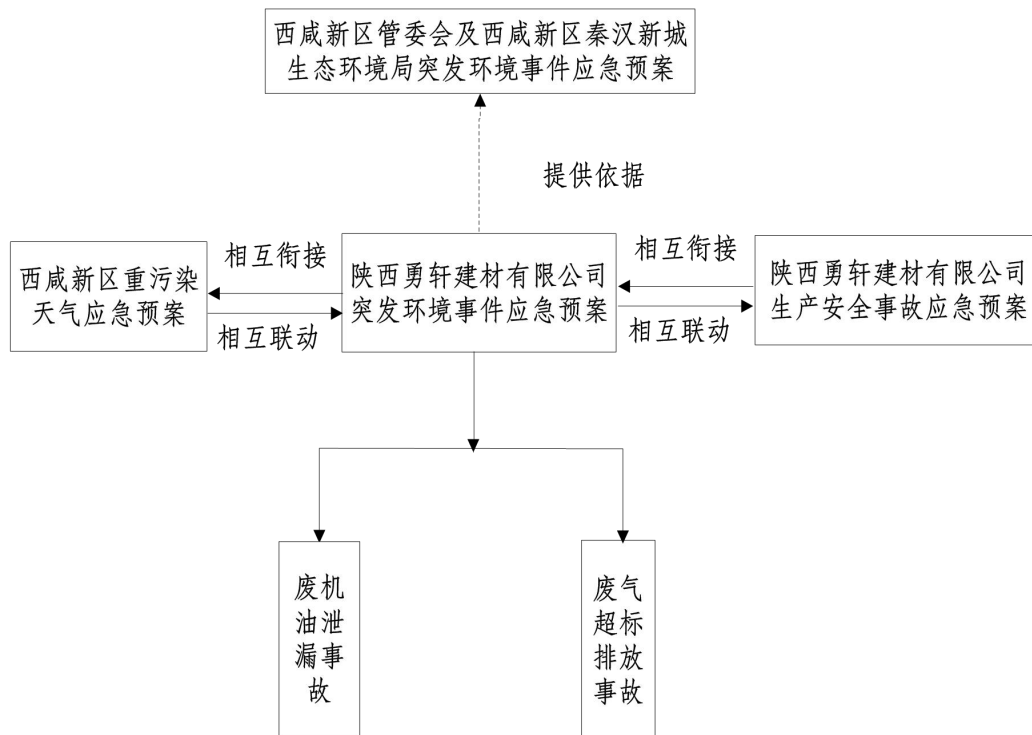 西咸新区管委会及西咸新区秦汉新城
生态环境局突发环境事件应急预案
提供依据
西咸新区重污染
天气应急预案
相互衔接
相互联动
陕西勇轩建材有限公司
突发环境事件应急预案
相互衔接
相互联动
陕西勇轩建材有限公司
生产安全事故应急预案
废机
油泄
漏事
故
废气
超标
排放
事故